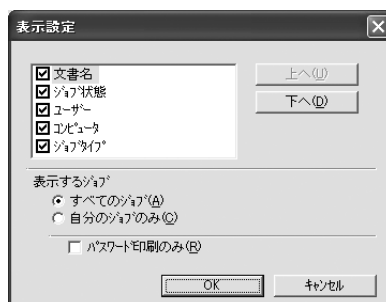 表示設定
文書名
ジョブ状態
ユーザー
コンピュータ
ジョブタイプ
上へ(U)
下へ(D)
表示するジョブ
すべてのジョブ(A)
自分のジョブのみ(C)
パスワード印刷のみ(R)
OK
キャンセル